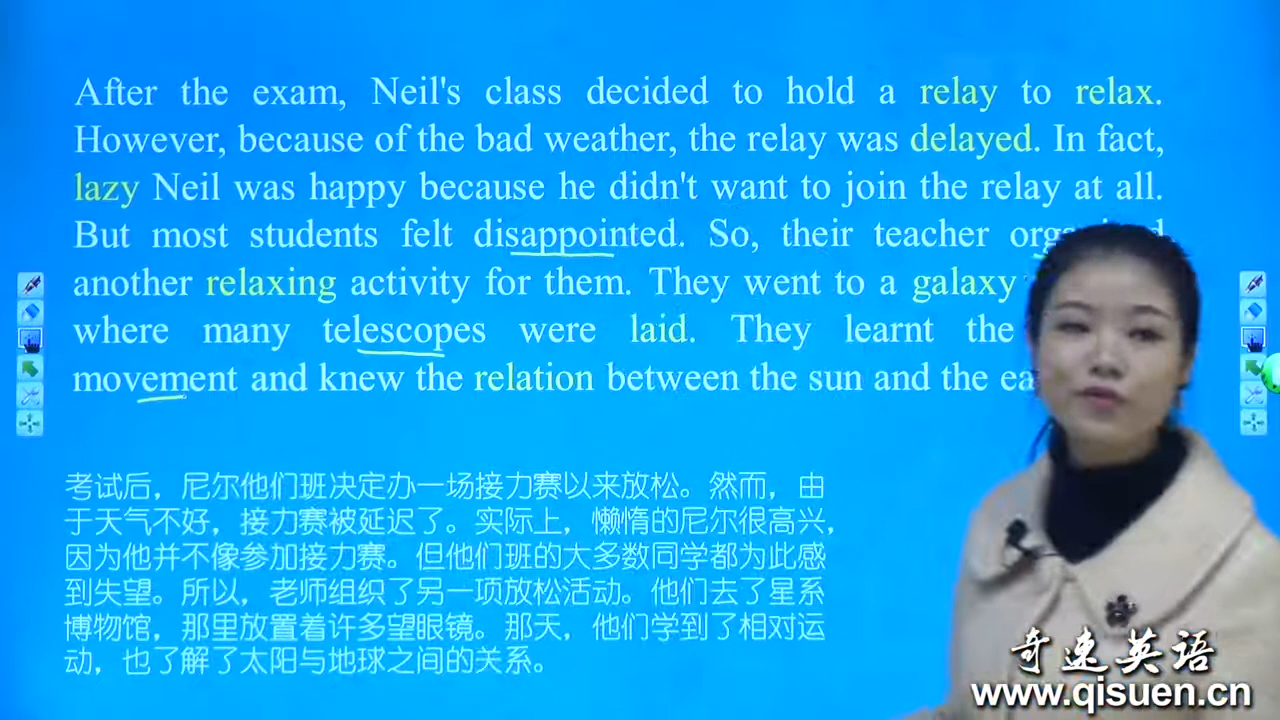 After the exam, Neil's class decided to hold a relay to relax.
However, because of the bad weather, the relay was delayed. In fact,
lazy Neil was happy because he didn't want to join the relay at all.
But most students felt disappointed. So, their teacher
another relaxing activity for them. They went to a galaxy
where many telescopes were laid. They learnt the
movement and knew the relation between the sun and the
考试后，尼尔他们班决定办一场接力赛以来放松。然而，由
于天气不好，接力赛被延迟了。实际上，懒惰的尼尔很高兴，
因为他并不像参加接力赛。但他们班的大多数同学都为此感
到失望。所以，老师组织了另一项放松活动。他们去了星系
博物馆，那里放置着许多望眼镜。那天，他们学到了相对运
动，也了解了太阳与地球之间的关系。
奇速英语
www.qisuen.cn